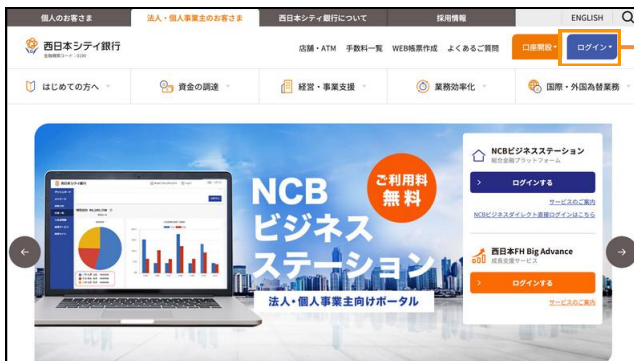 個人のお客さま
法人・個人事業主のお客さま
西日本シティ銀行について
採用情報
ENGLISH
西日本シティ銀行
金融機関コード：0190
店舗・ATM 手数料一覧 WEB帳票作成 よくあるご質問
口座開設
ログイン
はじめての方へ
資金の調達
経営・事業支援
業務効率化
国際・外国為替業務
NCB
ビジネス
ステーション
ご利用料
無料
法人・個人事業主向けポータル
NCBビジネスステーション
総合金融プラットフォーム
ログインする
サービスのご案内
NCBビジネスダイレクト直接ログインはこちら
西日本FH Big Advance
成長支援サービス
ログインする
サービスのご案内